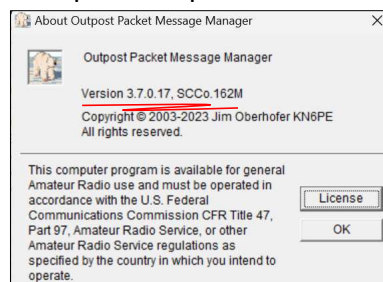 About Outpost Packet Message Manager
Outpost Packet Message Manager
Version 3.7.0.17, SCCo.162M
Copyright © 2003-2023 Jim Oberhofer KN6PE
All rights reserved.
This computer program is available for general
Amateur Radio use and must be operated in
accordance with the U.S. Federal
Communications Commission CFR Title 47,
Part 97, Amateur Radio Service, or other
Amateur Radio Service regulations as
specified by the country in which you intend to
operate.
License
OK